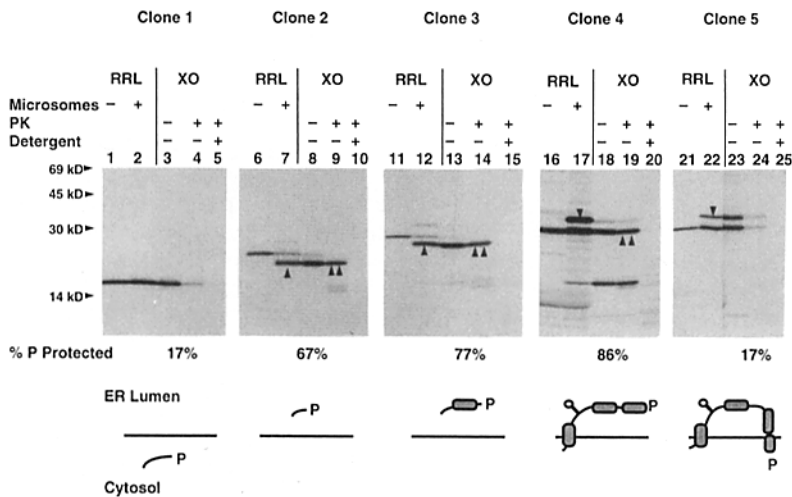 Clone 1 Clone 2 Clone 3 Clone 4 Clone 5
RRL XO RRL XO RRL XO RRL XO RRL XO
Microsomes − + − + − + − + − +
PK − + + − + + − + + − + + − + +
Detergent − − + − − + − − + − − + − − +
1 2 3 4 5 6 7 8 9 10 11 12 13 14 15 16 17 18 19 20 21 22 23 24 25
69 kD
45 kD
30 kD
14 kD
% P Protected 17% 67% 77% 86% 17%
ER Lumen
P P P P
P
Cytosol